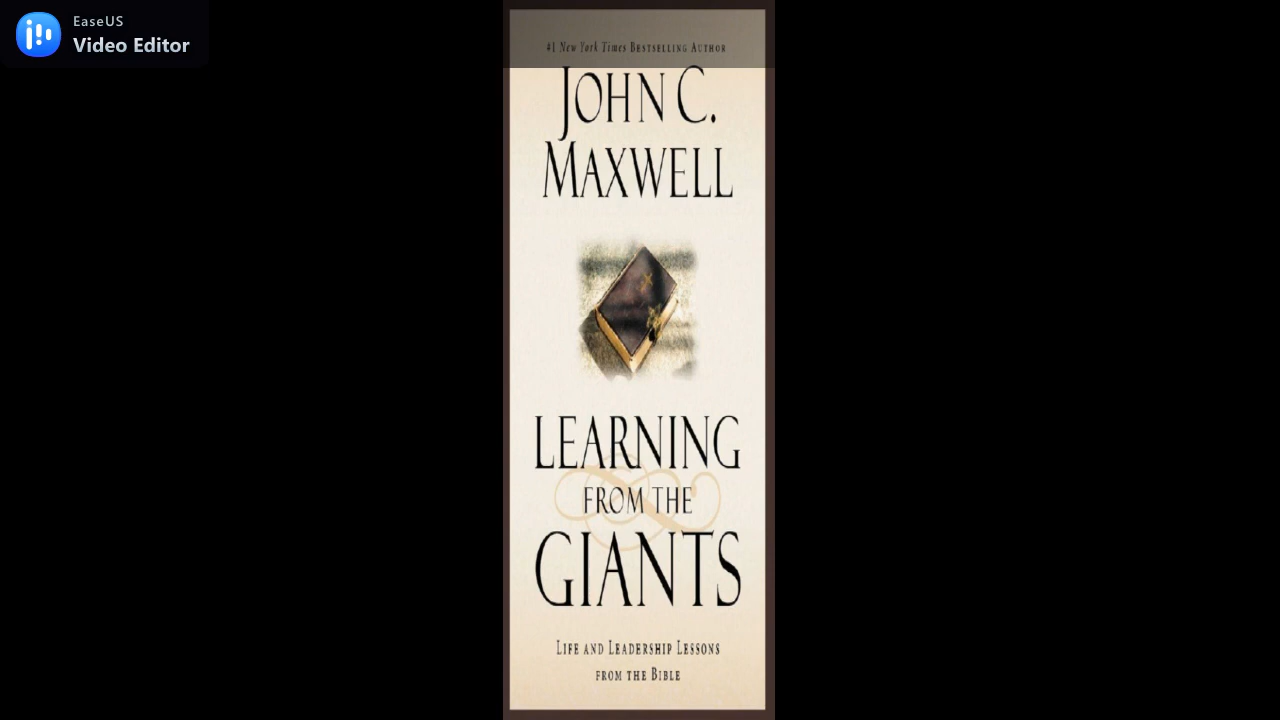 EaseUS
Video Editor
#1 New York Times Bestselling Author
JOHN C.
MAXWELL
LEARNING
FROM THE
GIANTS
LIFE AND LEADERSHIP LESSONS
FROM THE BIBLE